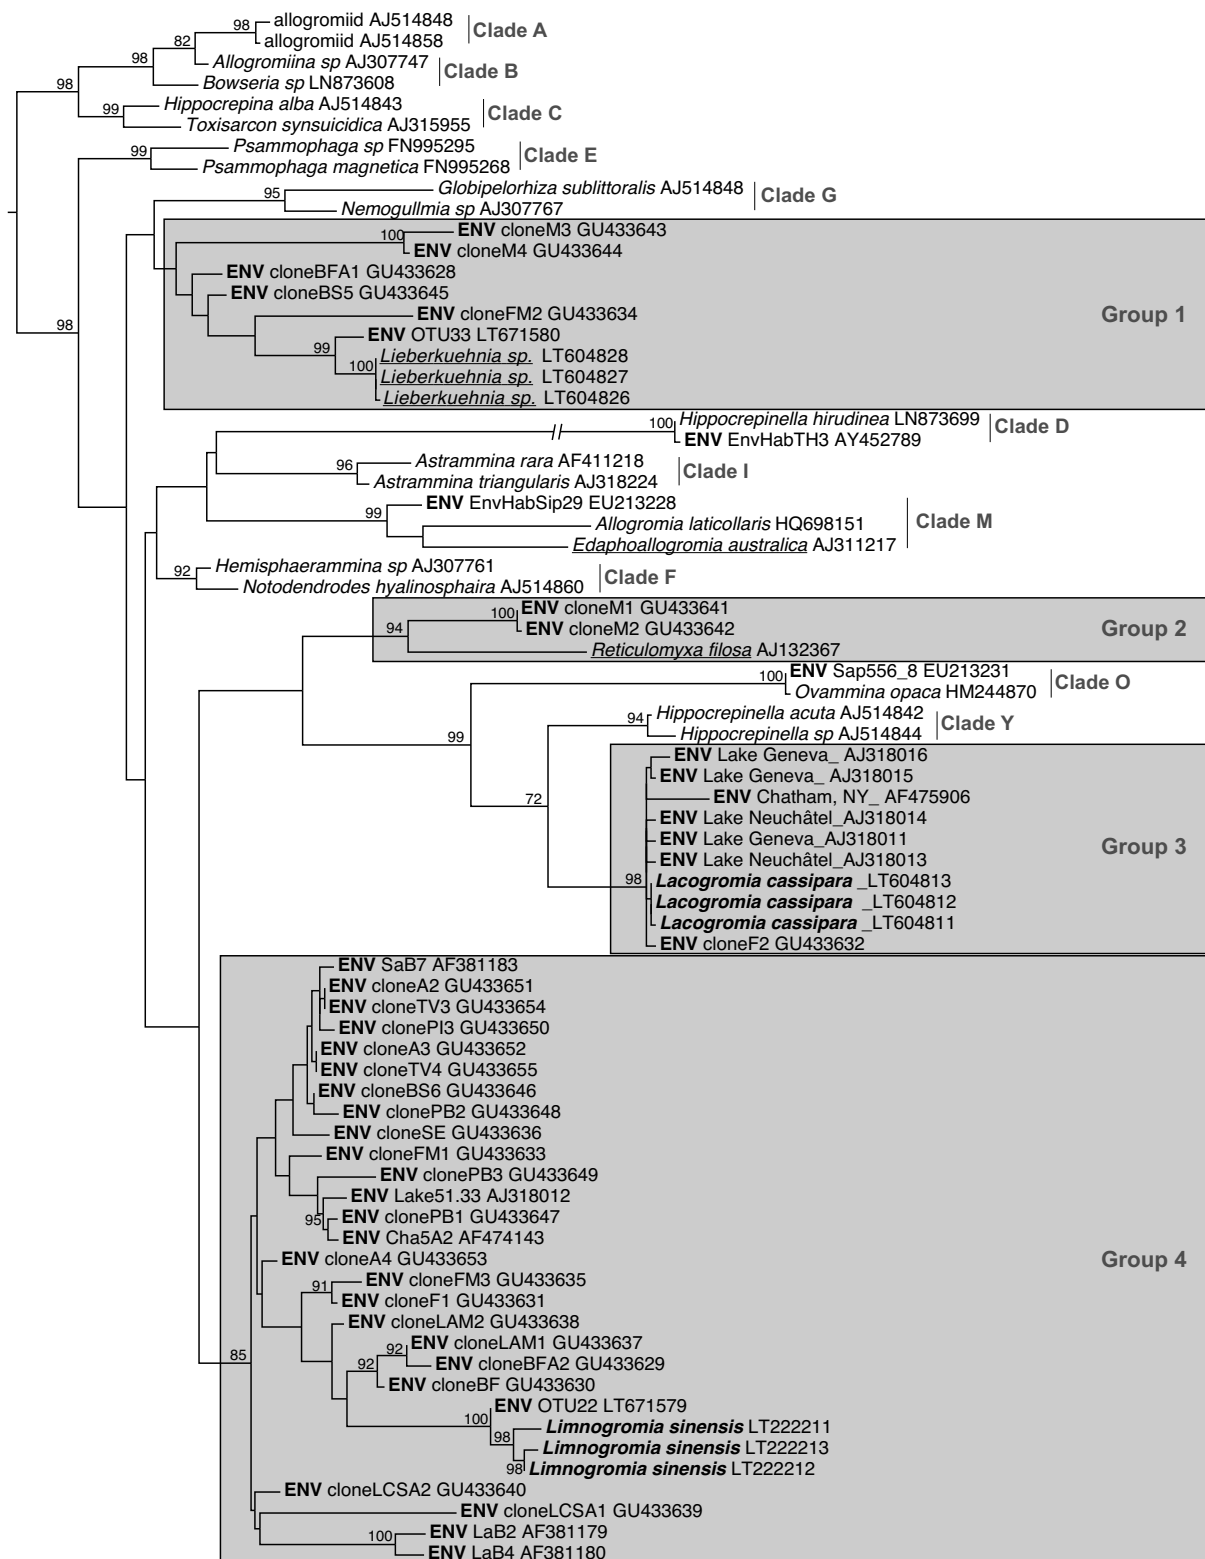 98
allogromiid AJ514848
allogromiid AJ514858
Clade A
82
98
Allogromiina sp AJ307747
Bowseria sp LN873608
Clade B
98
99
Hippocrepina alba AJ514843
Toxisarcon synsuicidica AJ315955
Clade C
99
Psammophaga sp FN995295
Psammophaga magnetica FN995268
Clade E
95
Globipelorhiza sublittoralis AJ514848
Nemogullmia sp AJ307767
Clade G
100
ENV cloneM3 GU433643
ENV cloneM4 GU433644
ENV cloneBFA1 GU433628
ENV cloneBS5 GU433645
ENV cloneFM2 GU433634
Group 1
98
99
ENV OTU33 LT671580
100
Lieberkuehnia sp. LT604828
Lieberkuehnia sp. LT604827
Lieberkuehnia sp. LT604826
100
Hippocrepinella hirudinea LN873699
ENV EnvHabTH3 AY452789
Clade D
96
Astrammina rara AF411218
Astrammina triangularis AJ318224
Clade I
99
ENV EnvHabSip29 EU213228
Allogromia laticollaris HQ698151
Edaphoallogromia australica AJ311217
Clade M
92
Hemisphaerammina sp AJ307761
Notodendrodes hyalinosphaira AJ514860
Clade F
94
100
ENV cloneM1 GU433641
ENV cloneM2 GU433642
Reticulomyxa filosa AJ132367
Group 2
100
ENV Sap556_8 EU213231
Ovammina opaca HM244870
Clade O
99
94
Hippocrepinella acuta AJ514842
Hippocrepinella sp AJ514844
Clade Y
72
ENV Lake Geneva_ AJ318016
ENV Lake Geneva_ AJ318015
ENV Chatham, NY_ AF475906
ENV Lake Neuchâtel_AJ318014
ENV Lake Geneva_AJ318011
ENV Lake Neuchâtel_AJ318013
Group 3
98
Lacogromia cassipara _LT604813
Lacogromia cassipara _LT604812
Lacogromia cassipara _LT604811
ENV cloneF2 GU433632
ENV SaB7 AF381183
ENV cloneA2 GU433651
ENV cloneTV3 GU433654
ENV clonePI3 GU433650
ENV cloneA3 GU433652
ENV cloneTV4 GU433655
ENV cloneBS6 GU433646
ENV clonePB2 GU433648
ENV cloneSE GU433636
ENV cloneFM1 GU433633
ENV clonePB3 GU433649
ENV Lake51.33 AJ318012
95
ENV clonePB1 GU433647
ENV Cha5A2 AF474143
ENV cloneA4 GU433653
Group 4
91
ENV cloneFM3 GU433635
ENV cloneF1 GU433631
ENV cloneLAM2 GU433638
85
92
92
ENV cloneLAM1 GU433637
ENV cloneBFA2 GU433629
ENV cloneBF GU433630
100
ENV OTU22 LT671579
98
Limnogromia sinensis LT222211
Limnogromia sinensis LT222213
98
Limnogromia sinensis LT222212
ENV cloneLCSA2 GU433640
ENV cloneLCSA1 GU433639
100
ENV LaB2 AF381179
ENV LaB4 AF381180